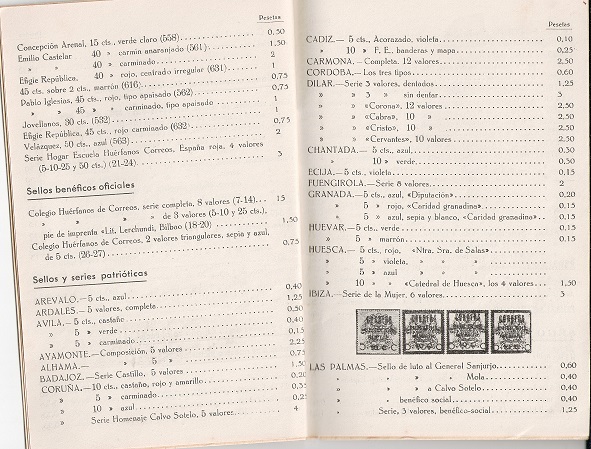 Pesetas
Concepción Arenal, 15 cts., verde claro (558) 0,50
Emilio Castelar 40 » carmín anaranjado (561) 1,50
» » 40 » carminado 2
Efigie República, 40 » rojo, centrado irregular (631) 1
45 cts. sobre 2 cts., marrón (616) 0,75
Pablo Iglesias, 45 cts., rojo, tipo apaisado (562) 1
» » 45 » » carminado, tipo apaisado 1
Jovellanos, 30 cts. (532) 0,75
Efigie República, 45 cts., rojo carminado (632) 2
Velázquez, 50 cts., azul (563) 2
Serie Hogar Escuela Huérfanos Correos, España roja, 4 valores
(5-10-25 y 50 cts.) (21-24) 3
Sellos benéficos oficiales
Colegio Huérfanos de Correos, serie completa, 8 valores (7-14) 15
» » » de 3 valores (5-10 y 25 cts.),
pie de imprenta «Lit. Lerchundi, Bilbao (18-20) 1,50
Colegio Huérfanos de Correos, 2 valores triangulares, sepia y azul,
de 5 cts. (26-27) 0,75
Sellos y series patrióticas
AREVALO.—5 cts., azul 0,40
ARDALES.—5 valores, completa 1,25
AVILA.—5 cts., castaño 0,50
» 5 » verde 0,40
» 5 » carminado 0,15
AYAMONTE.—Composición, 5 valores 2,25
ALHAMA.— » 5 » 0,75
BADAJOZ.—Serie Castillo, 5 valores 1,50
CORUÑA.—10 cts., castaño, rojo y amarillo 0,20
» 5 » carminado 0,35
» 10 » azul 0,25
» Serie Homenaje Calvo Sotelo, 5 valores 4
Pesetas
CADIZ.— 5 cts., Acorazado, violeta 0,10
» 10 » F. E., banderas y mapa 0,25
CARMONA.—Completa, 12 valores 2,50
CORDOBA.—Los tres tipos 0,60
DILAR.—Serie 3 valores, dentados 1,25
» » 3 » sin dentar 3
» » «Corona», 12 valores 2,50
» » «Cabra», 10 » 2,50
» » «Cristo», 10 » 2,50
» » «Cervantes», 10 valores 2,50
CHANTADA.— 5 cts., azul 0,30
» 10 » verde 0,30
ECIJA.—5 cts., violeta 0,15
FUENGIROLA.—Serie 8 valores 2
GRANADA.—5 cts., azul, «Diputación» 0,20
» 5 » rojo, «Caridad granadina» 0,15
» 5 » azul, sepia y blanco, «Caridad granadina» 0,15
HUEVAR.—5 cts., verde 0,15
» 5 » marrón 0,15
HUESCA.— 5 cts., rojo, «Ntra. Sra. de Salas»
» 5 » violeta, » » »
» 5 » azul » » »
» 10 » » «Catedral de Huesca», los 4 valores 1,50
IBIZA.—Serie de la Mujer, 6 valores 3
LAS PALMAS.—Sello de luto al General Sanjurjo 0,60
» » » » Mola 0,40
» » » a Calvo Sotelo 0,40
» » benéfico social 0,40
» Serie, 3 valores, benéfico-social 1,25